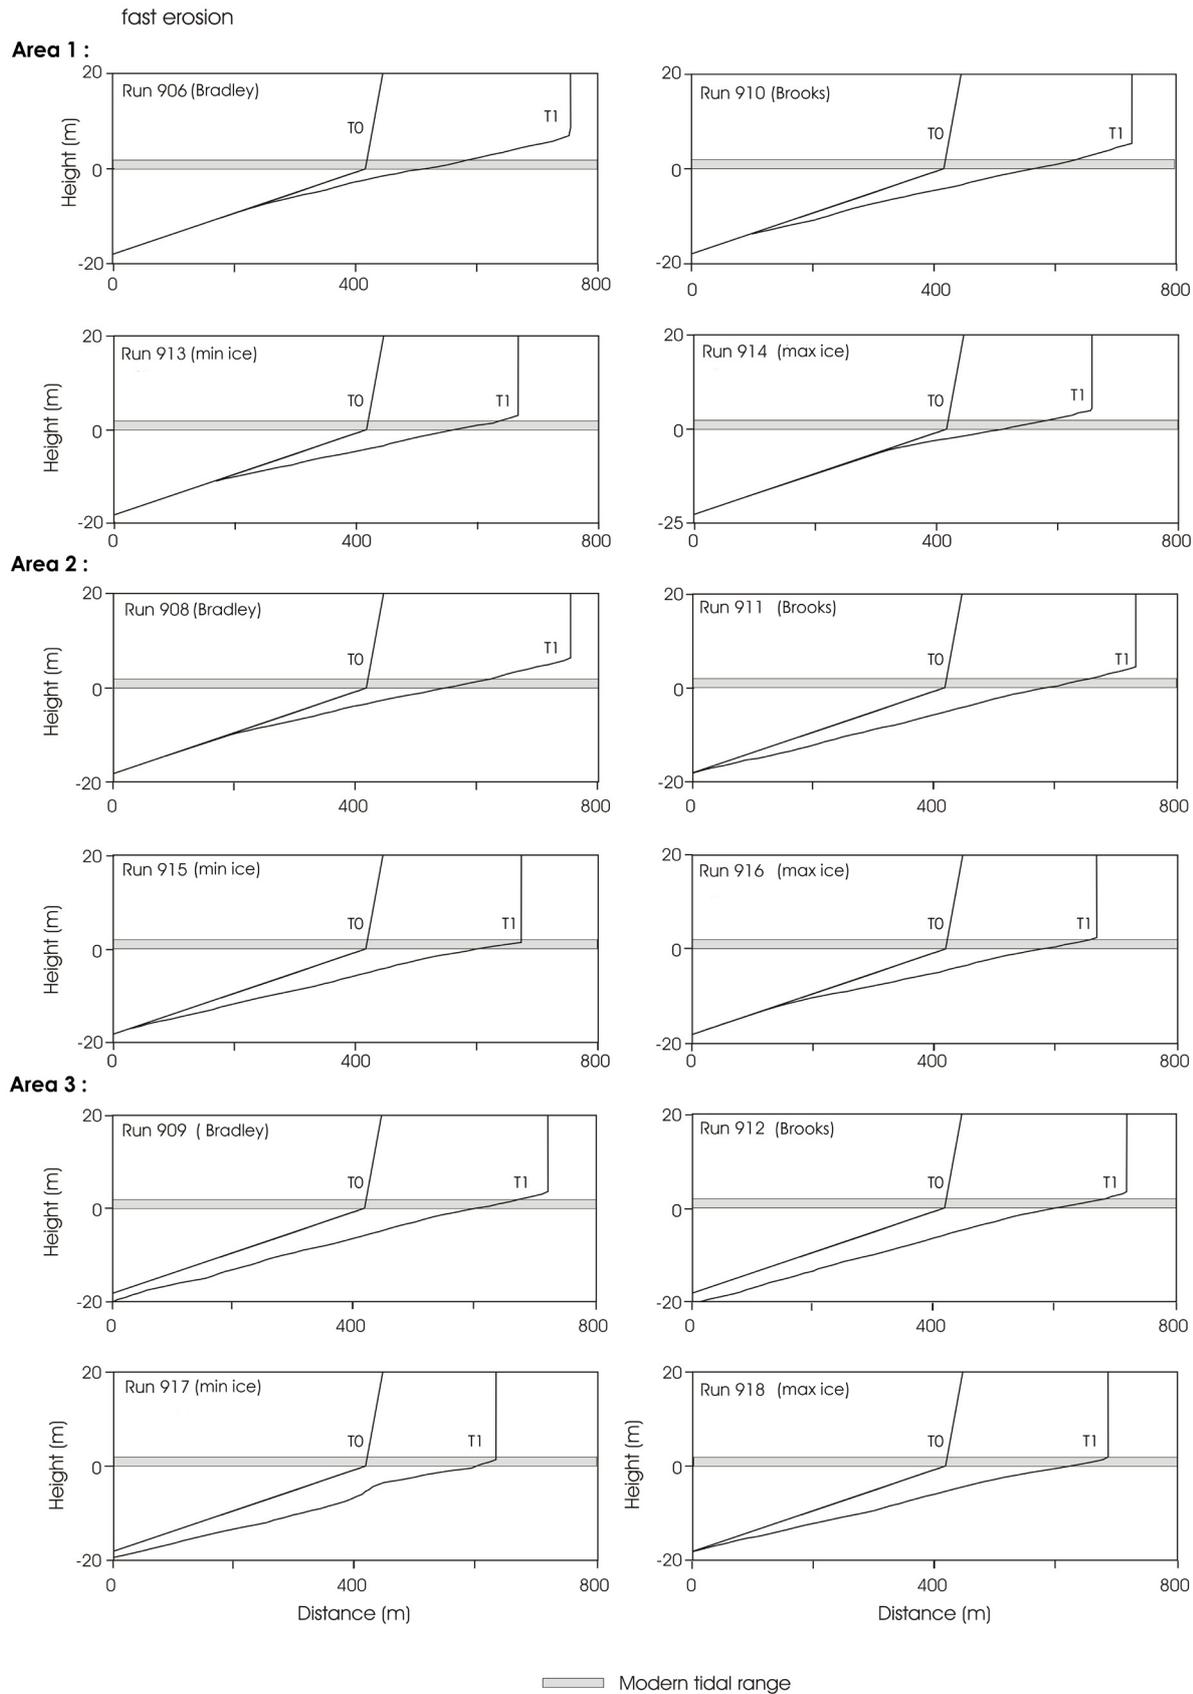 fast erosion
Area 1 :
20
Run 906 (Bradley)
T0
T1
Height (m)
0
-20
0
400
800
20
Run 910 (Brooks)
T0
T1
0
-20
0
400
800
20
Run 913 (min ice)
T0
T1
Height (m)
0
-20
0
400
800
20
Run 914 (max ice)
T0
T1
0
-25
0
400
800
Area 2 :
20
Run 908 (Bradley)
T0
T1
Height (m)
0
-20
0
400
800
20
Run 911 (Brooks)
T0
T1
0
-20
0
400
800
20
Run 915 (min ice)
T0
T1
Height (m)
0
-20
0
400
800
20
Run 916 (max ice)
T0
T1
0
-20
0
400
800
Area 3 :
20
Run 909 ( Bradley)
T0
T1
Height (m)
0
-20
0
400
800
20
Run 912 (Brooks)
T0
T1
0
-20
0
400
800
20
Run 917 (min ice)
T0
T1
Height (m)
0
-20
0
400
800
Distance (m)
20
Run 918 (max ice)
T0
T1
Height (m)
0
-20
0
400
800
Distance (m)
Modern tidal range